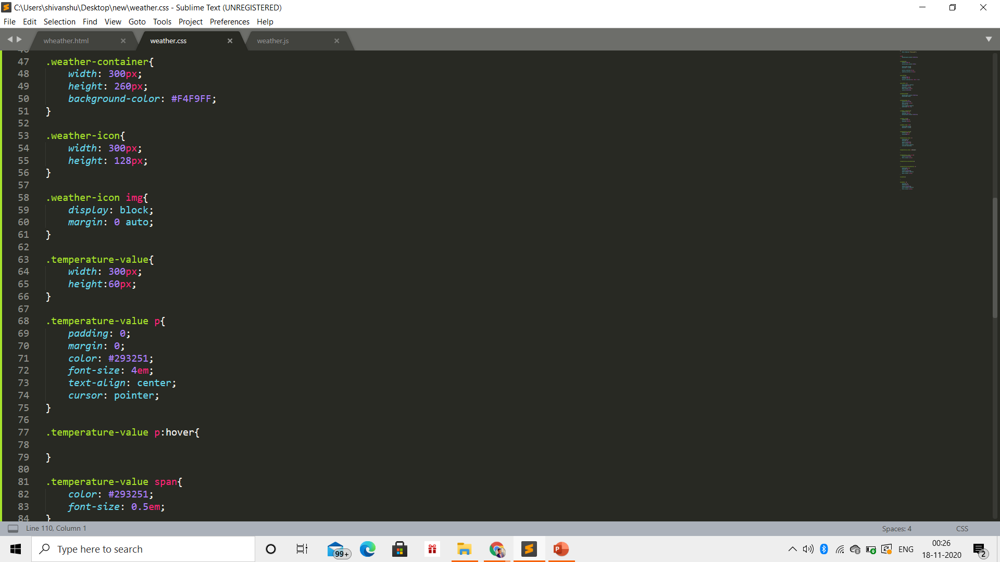 C:\Users\shivanshu\Desktop\new\weather.css - Sublime Text (UNREGISTERED)
File Edit Selection Find View Goto Tools Project Preferences Help
wheather.html weather.css weather.js
47 .weather-container{
48 width: 300px;
49 height: 260px;
50 background-color: #F4F9FF;
51 }
52
53 .weather-icon{
54 width: 300px;
55 height: 128px;
56 }
57
58 .weather-icon img{
59 display: block;
60 margin: 0 auto;
61 }
62
63 .temperature-value{
64 width: 300px;
65 height:60px;
66 }
67
68 .temperature-value p{
69 padding: 0;
70 margin: 0;
71 color: #293251;
72 font-size: 4em;
73 text-align: center;
74 cursor: pointer;
75 }
76
77 .temperature-value p:hover{
78
79 }
80
81 .temperature-value span{
82 color: #293251;
83 font-size: 0.5em;
84 }
Line 110, Column 1 Spaces: 4 CSS
Type here to search 99+ ENG 00:26
18-11-2020 2